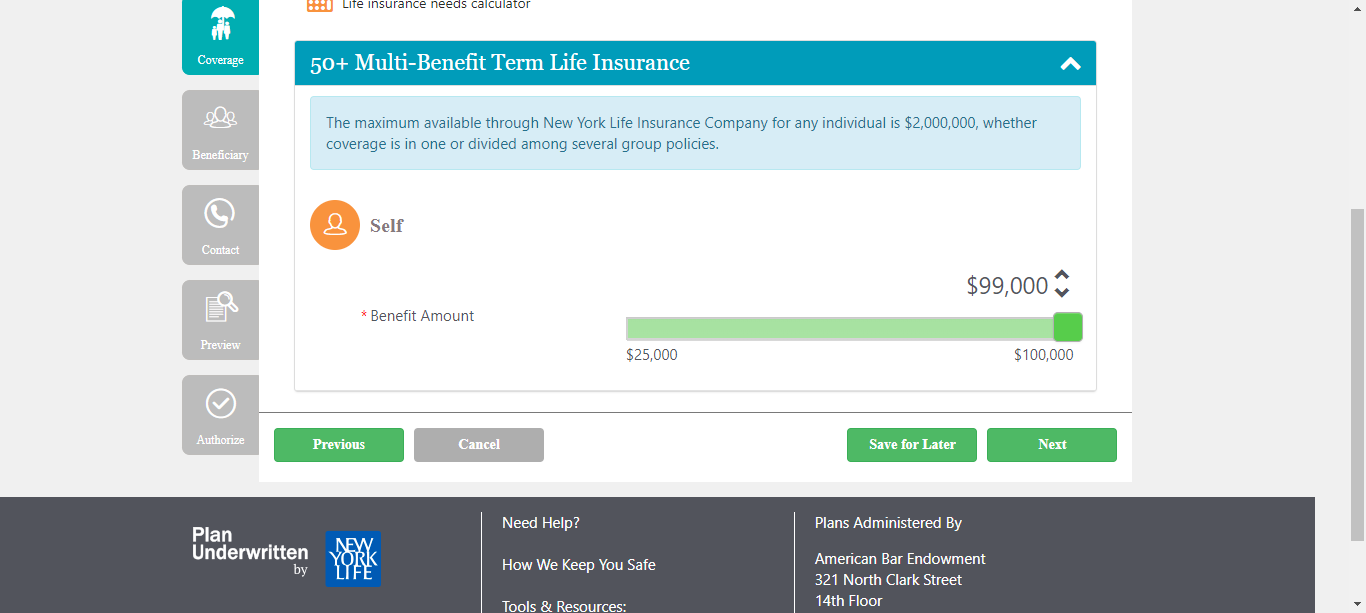 Life insurance needs calculator
Coverage
50+ Multi-Benefit Term Life Insurance
The maximum available through New York Life Insurance Company for any individual is $2,000,000, whether
coverage is in one or divided among several group policies.
Beneficiary
Self
Contact
$99,000
* Benefit Amount
$25,000
$100,000
Preview
Authorize
Previous
Cancel
Save for Later
Next
Plan
Underwritten
by
NEW
YORK
LIFE
Need Help?
How We Keep You Safe
Tools & Resources:
Plans Administered By
American Bar Endowment
321 North Clark Street
14th Floor